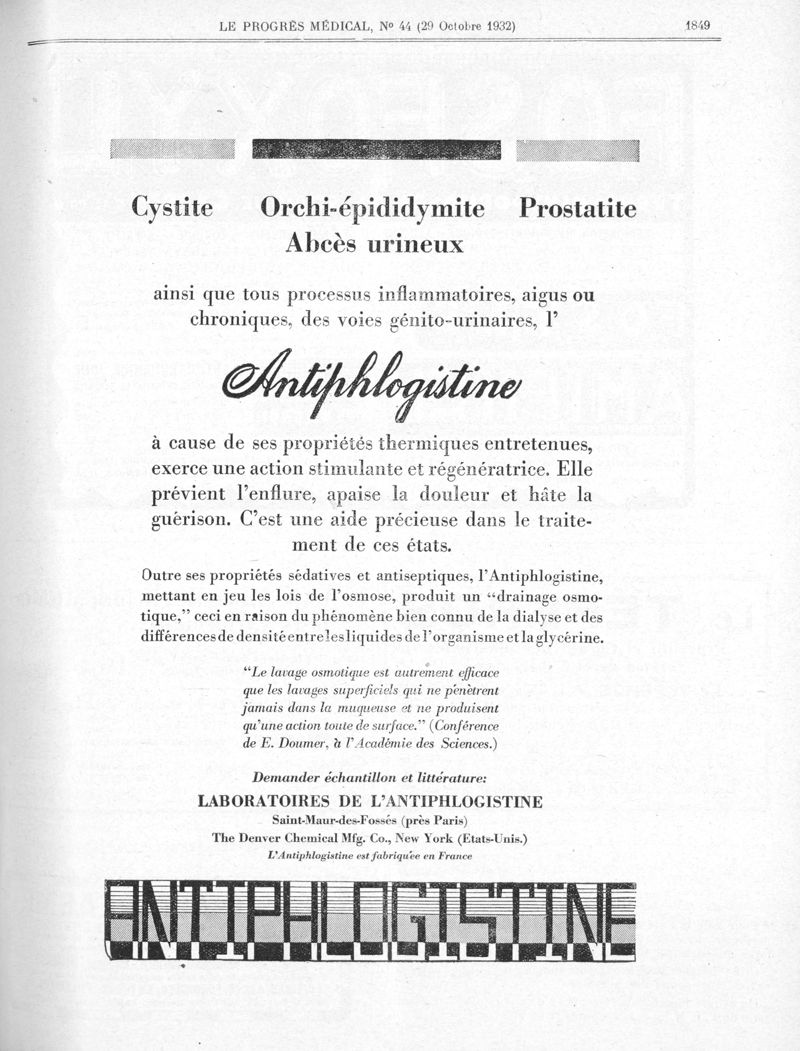 LE PROGRÈS MÉDICAL, Nº 44 (29 Octobre 1932) 1849
Cystite Orchi-épididymite Prostatite
Abcès urineux
ainsi que tous processus inflammatoires, aigus ou
chroniques, des voies génito-urinaires, l'
Antiphlogistine
à cause de ses propriétés thermiques entretenues,
exerce une action stimulante et régénératrice. Elle
prévient l'enflure, apaise la douleur et hâte la
guérison. C'est une aide précieuse dans le traite-
ment de ces états.
Outre ses propriétés sédatives et antiseptiques, l'Antiphlogistine,
mettant en jeu les lois de l'osmose, produit un “drainage osmo-
tique,” ceci en raison du phénomène bien connu de la dialyse et des
différences de densité entre les liquides de l'organisme et la glycérine.
“Le lavage osmotique est autrement efficace
que les lavages superficiels qui ne pénètrent
jamais dans la muqueuse et ne produisent
qu'une action toute de surface.” (Conférence
de E. Doumer, à l'Académie des Sciences.)
Demander échantillon et littérature:
LABORATOIRES DE L'ANTIPHLOGISTINE
Saint-Maur-des-Fossés (près Paris)
The Denver Chemical Mfg. Co., New York (Etats-Unis.)
L'Antiphlogistine est fabriquée en France
ANTIPHLOGISTINE